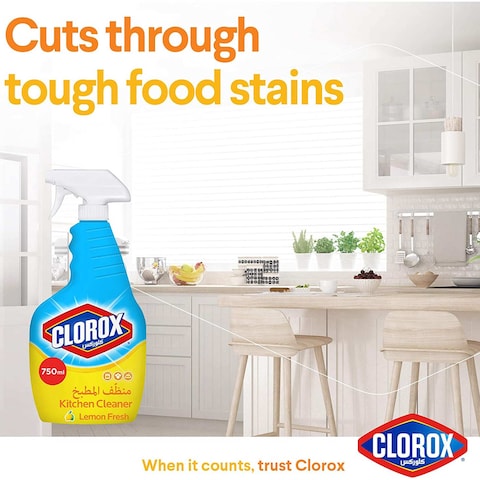 Cuts through
tough food stains
CLOROX
كلوركس
750ml
منظّف المطبخ
Kitchen Cleaner
Lemon Fresh
When it counts, trust Clorox
CLOROX
كلوركس